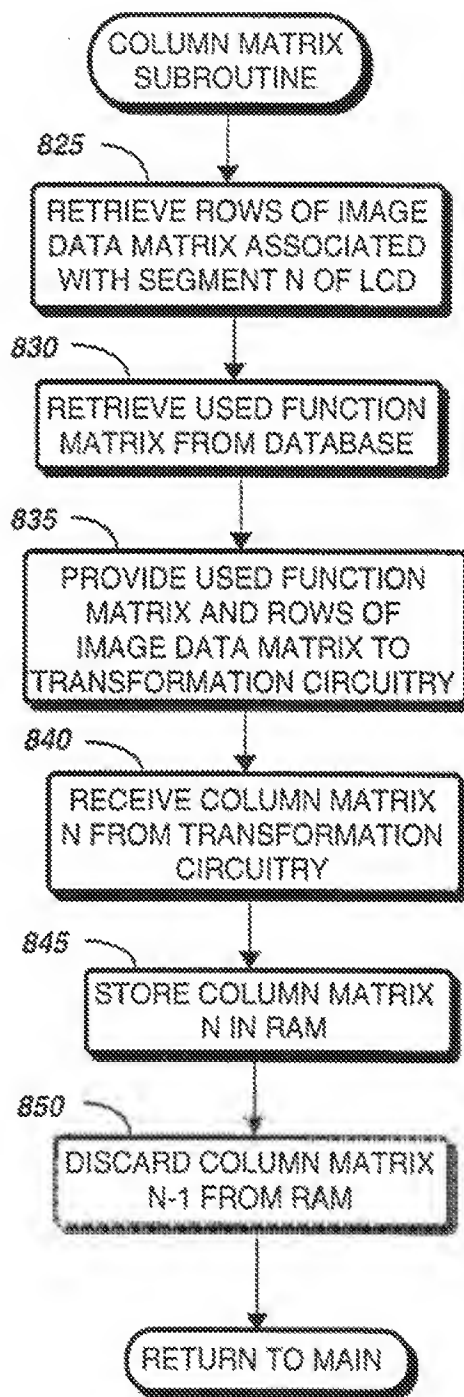 COLUMN MATRIX
SUBROUTINE
825
RETRIEVE ROWS OF IMAGE
DATA MATRIX ASSOCIATED
WITH SEGMENT N OF LCD
830
RETRIEVE USED FUNCTION
MATRIX FROM DATABASE
835
PROVIDE USED FUNCTION
MATRIX AND ROWS OF
IMAGE DATA MATRIX TO
TRANSFORMATION CIRCUITRY
840
RECEIVE COLUMN MATRIX
N FROM TRANSFORMATION
CIRCUITRY
845
STORE COLUMN MATRIX
N IN RAM
850
DISCARD COLUMN MATRIX
N-1 FROM RAM
RETURN TO MAIN